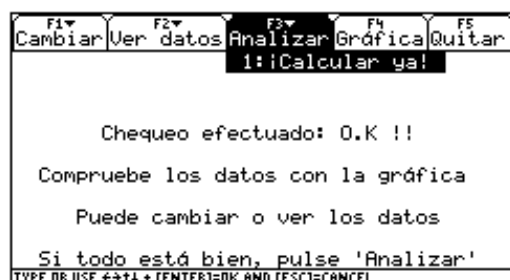 F1▾ F2▾ F3▾ F4 F5
Cambiar Ver datos Analizar Gráfica Quitar
1:¡Calcular ya!
Chequeo efectuado: O.K !!
Compruebe los datos con la gráfica
Puede cambiar o ver los datos
Si todo está bien, pulse 'Analizar'
TYPE OR USE ←→↑↓ + [ENTER]=OK AND [ESC]=CANCEL